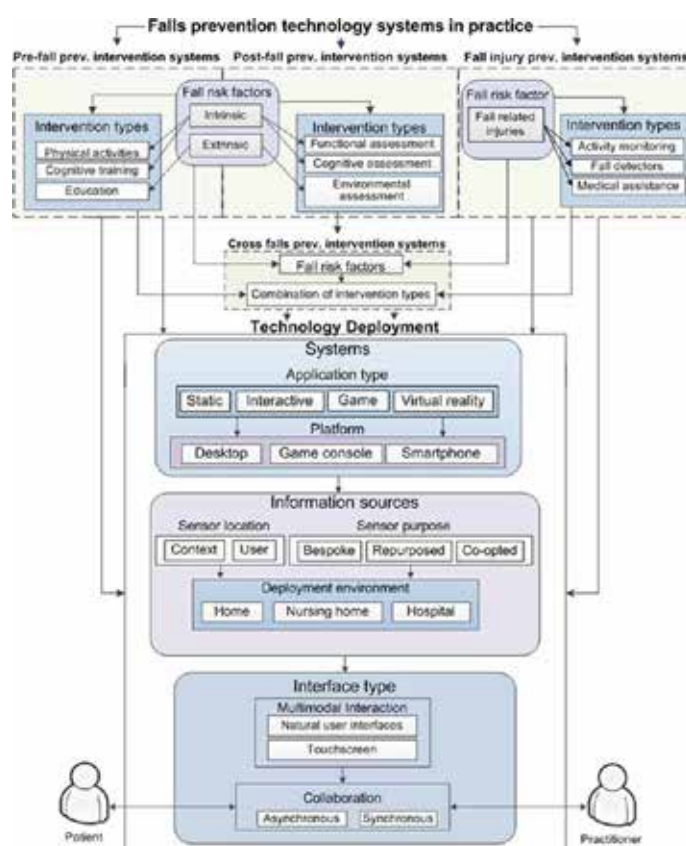 Falls prevention technology systems in practice
Pre-fall prev. intervention systems
Post-fall prev. intervention systems
Fall injury prev. intervention systems
Fall risk factors
Intrinsic
Extrinsic
Intervention types
Physical activities
Cognitive training
Education
Intervention types
Functional assessment
Cognitive assessment
Environmental
assessment
Fall risk factor
Fall related
injuries
Intervention types
Activity monitoring
Fall detectors
Medical assistance
Cross falls prev. intervention systems
Fall risk factors
Combination of intervention types
Technology Deployment
Systems
Application type
Static
Interactive
Game
Virtual reality
Platform
Desktop
Game console
Smartphone
Information sources
Sensor location
Sensor purpose
Context
User
Bespoke
Repurposed
Co-opted
Deployment environment
Home
Nursing home
Hospital
Interface type
Multimodal Interaction
Natural user interfaces
Touchscreen
Collaboration
Asynchronous
Synchronous
Patient
Practitioner